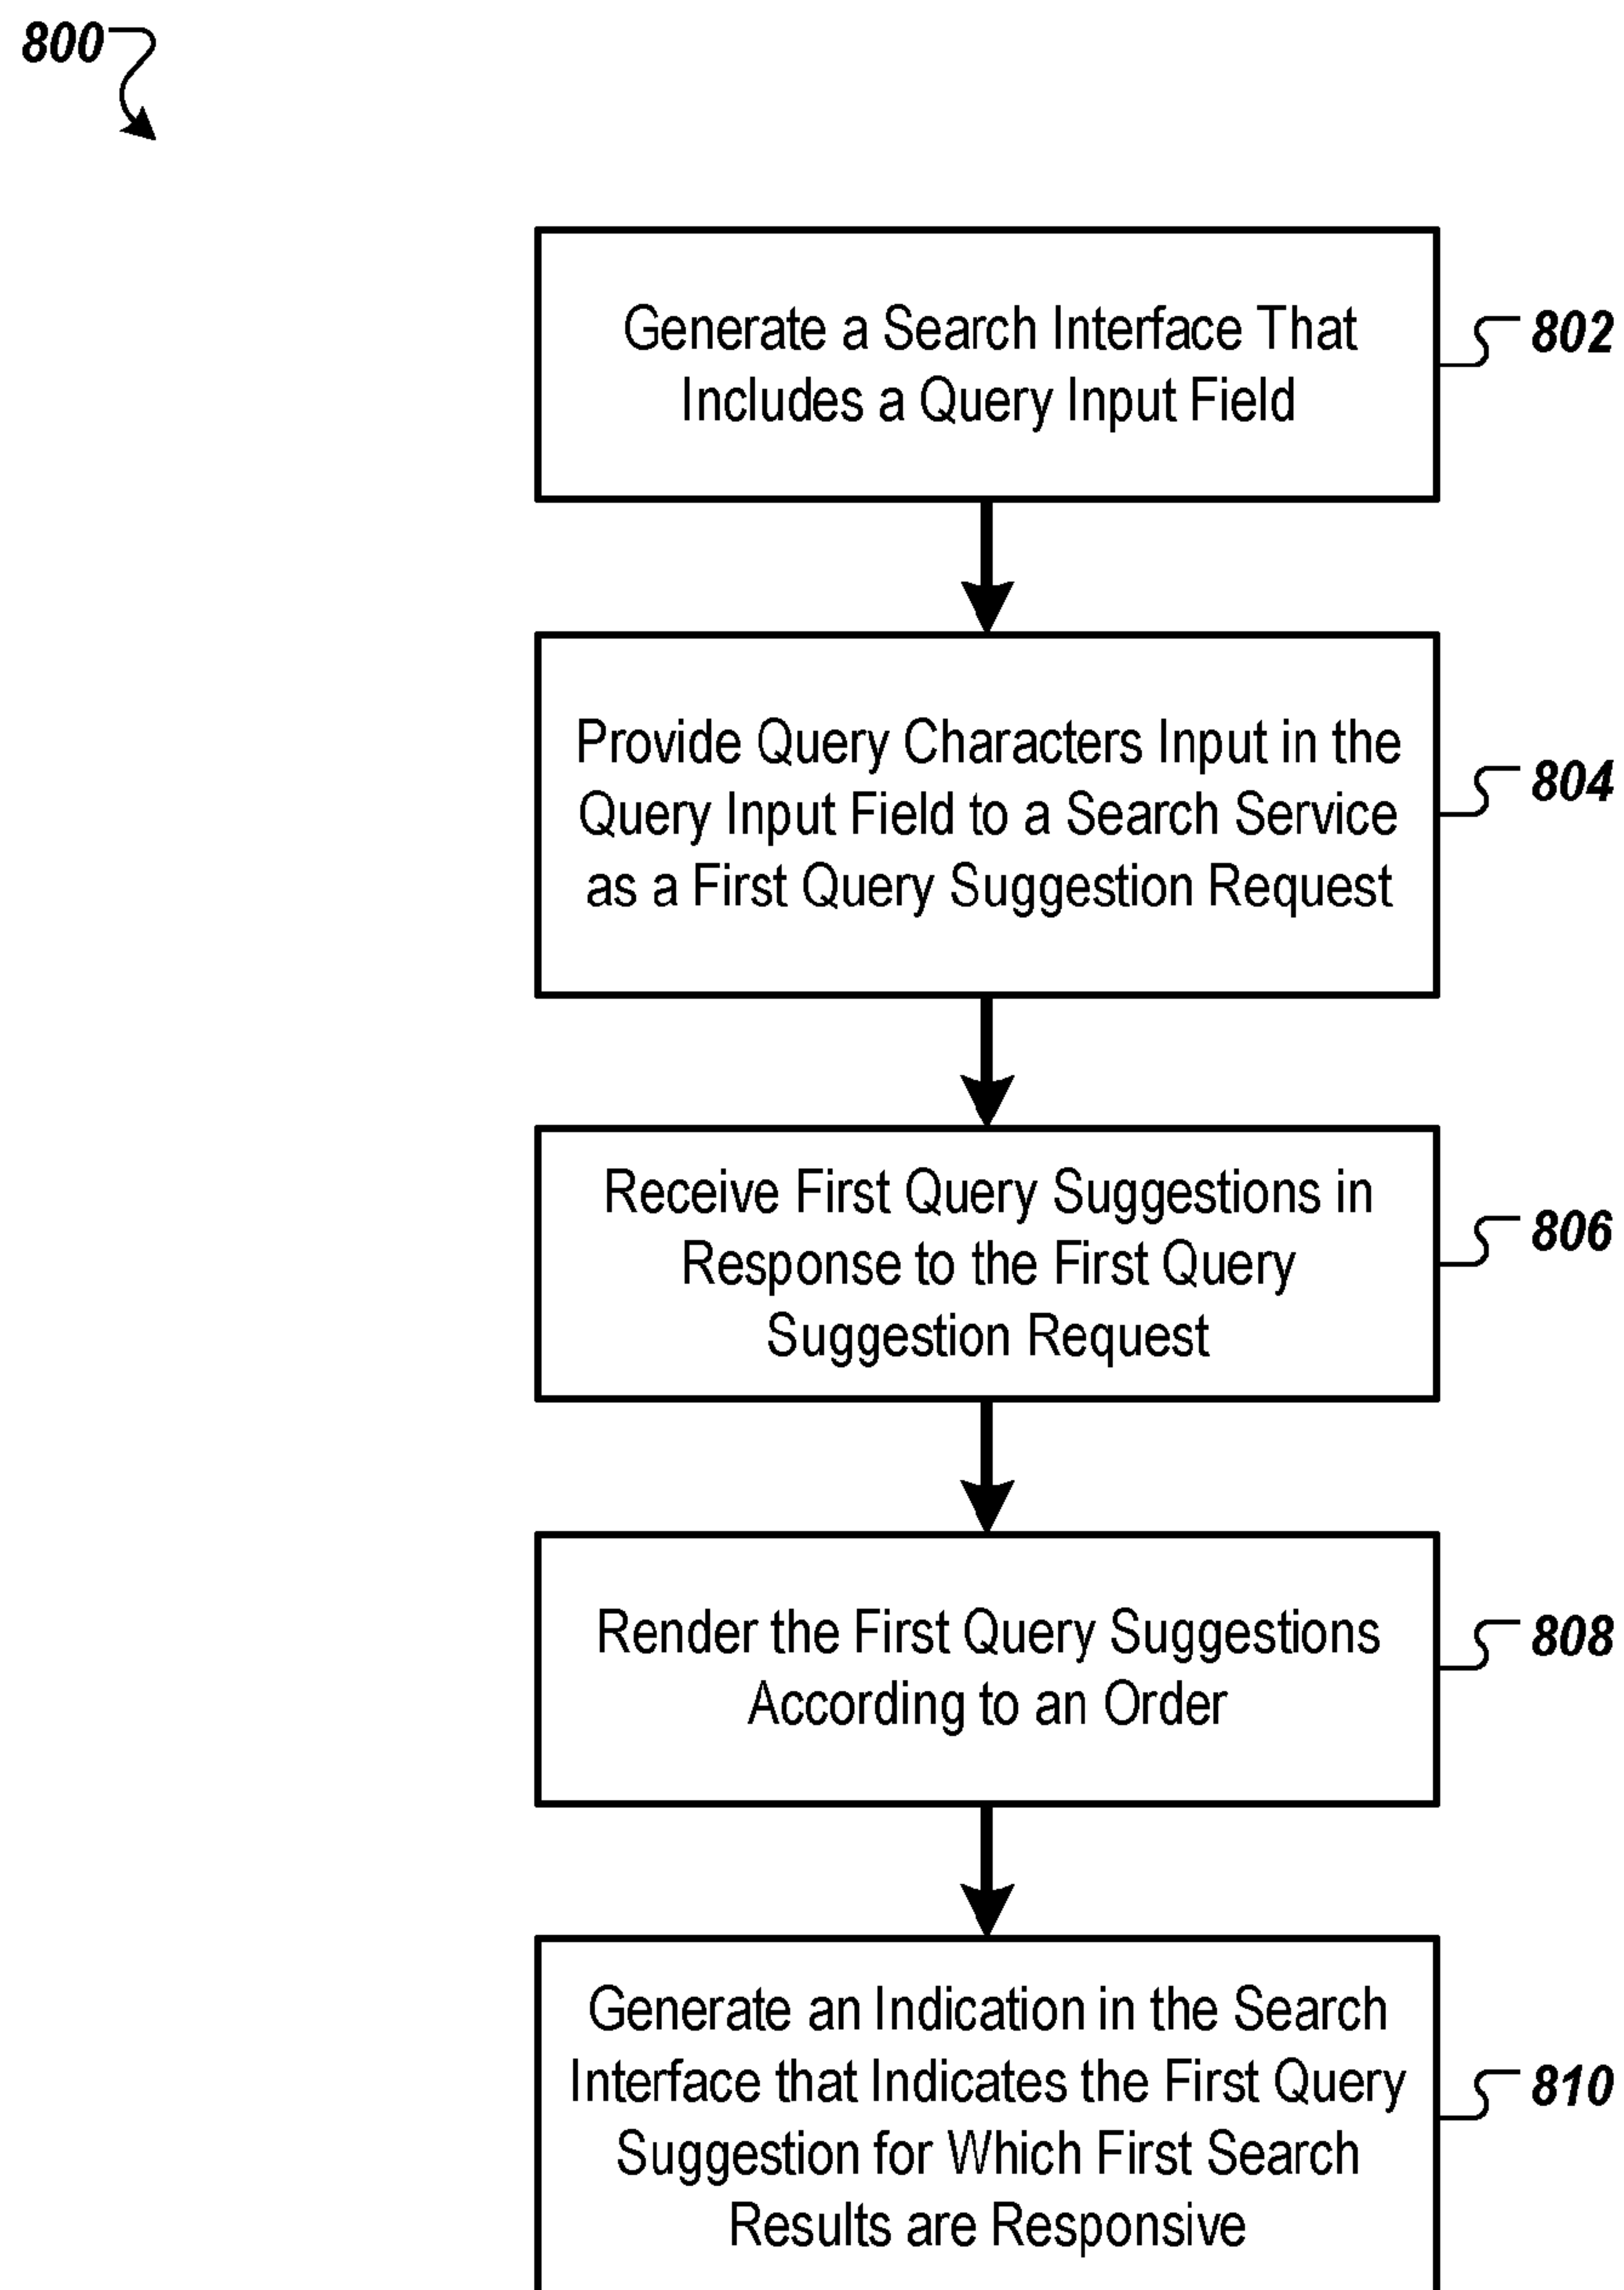 800
Generate a Search Interface That
Includes a Query Input Field
802
Provide Query Characters Input in the
Query Input Field to a Search Service
as a First Query Suggestion Request
804
Receive First Query Suggestions in
Response to the First Query
Suggestion Request
806
Render the First Query Suggestions
According to an Order
808
Generate an Indication in the Search
Interface that Indicates the First Query
Suggestion for Which First Search
Results are Responsive
810